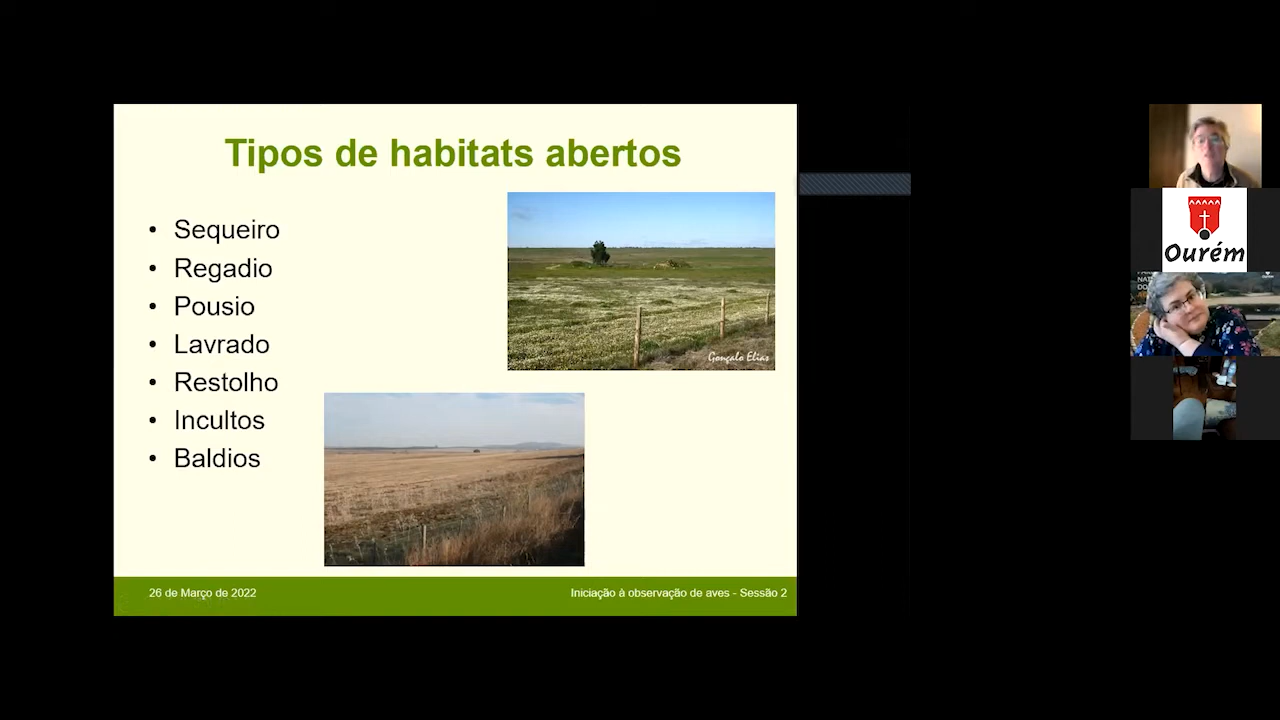 Tipos de habitats abertos
• Sequeiro
• Regadio
• Pousio
• Lavrado
• Restolho
• Incultos
• Baldios
Gonçalo Elias
26 de Março de 2022
Iniciação à observação de aves - Sessão 2
Ourém